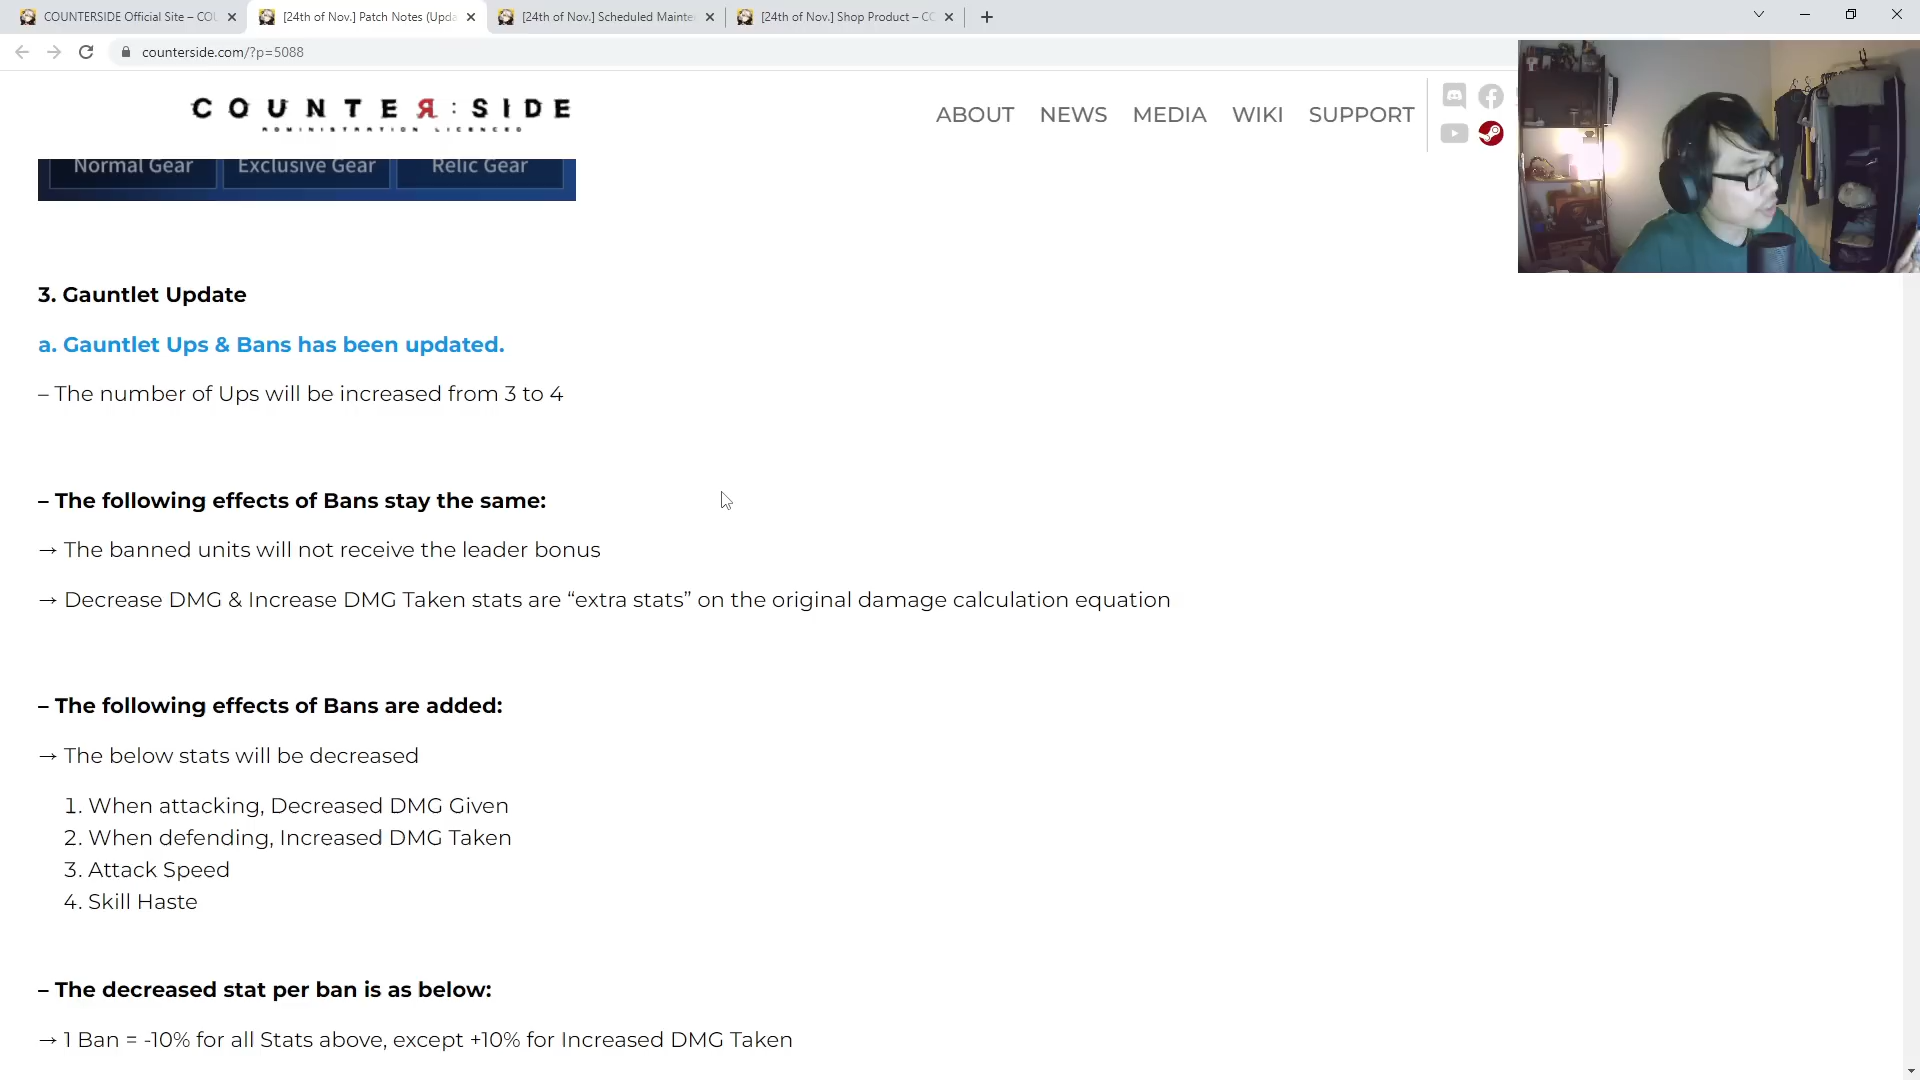 COUNTERSIDE Official Site – COU
[24th of Nov.] Patch Notes (Upda
[24th of Nov.] Scheduled Mainte
[24th of Nov.] Shop Product – CO
counterside.com/?p=5088
COUNTER:SIDE
ADMINISTRATION LICENCED
ABOUT NEWS MEDIA WIKI SUPPORT
Normal Gear Exclusive Gear Relic Gear
3. Gauntlet Update
a. Gauntlet Ups & Bans has been updated.
– The number of Ups will be increased from 3 to 4
– The following effects of Bans stay the same:
→ The banned units will not receive the leader bonus
→ Decrease DMG & Increase DMG Taken stats are “extra stats” on the original damage calculation equation
– The following effects of Bans are added:
→ The below stats will be decreased
1. When attacking, Decreased DMG Given
2. When defending, Increased DMG Taken
3. Attack Speed
4. Skill Haste
– The decreased stat per ban is as below:
→ 1 Ban = -10% for all Stats above, except +10% for Increased DMG Taken